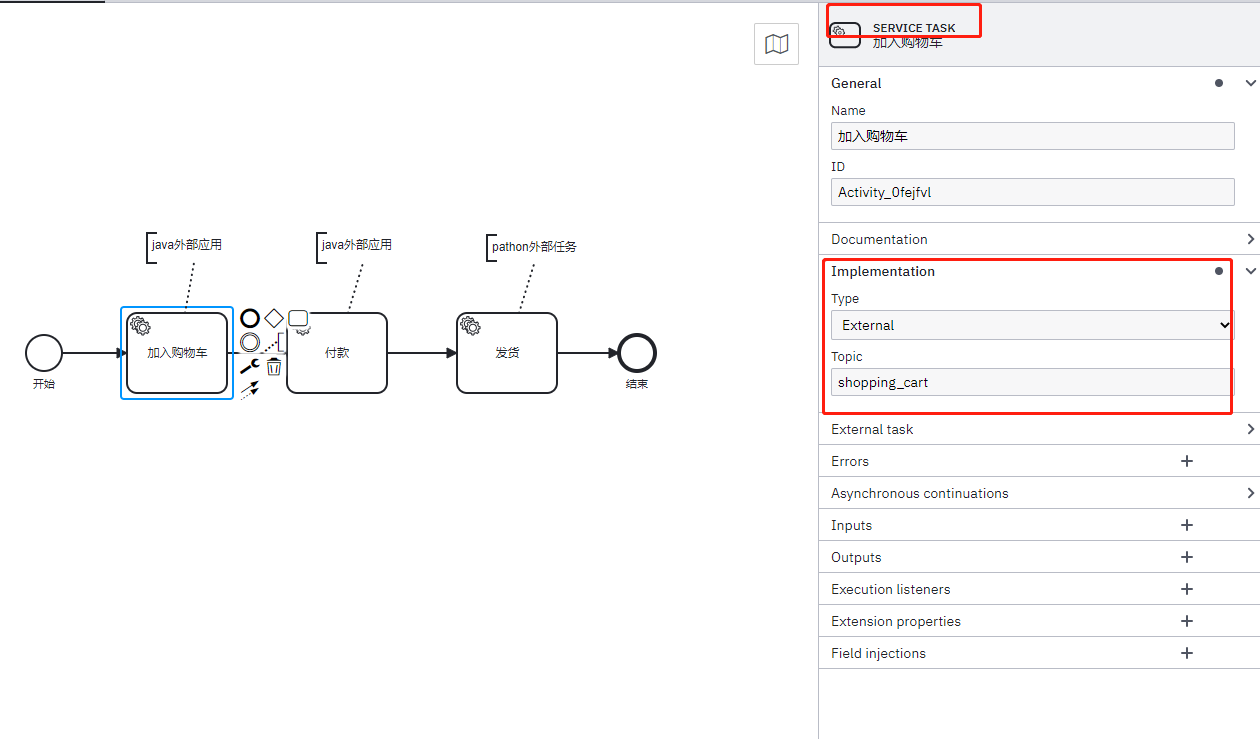 java外部应用
java外部应用
pathon外部任务
加入购物车
付款
发货
开始
结束
SERVICE TASK
加入购物车
General
Name
加入购物车
ID
Activity_0fejfvl
Documentation
Implementation
Type
External
Topic
shopping_cart
External task
Errors
Asynchronous continuations
Inputs
Outputs
Execution listeners
Extension properties
Field injections